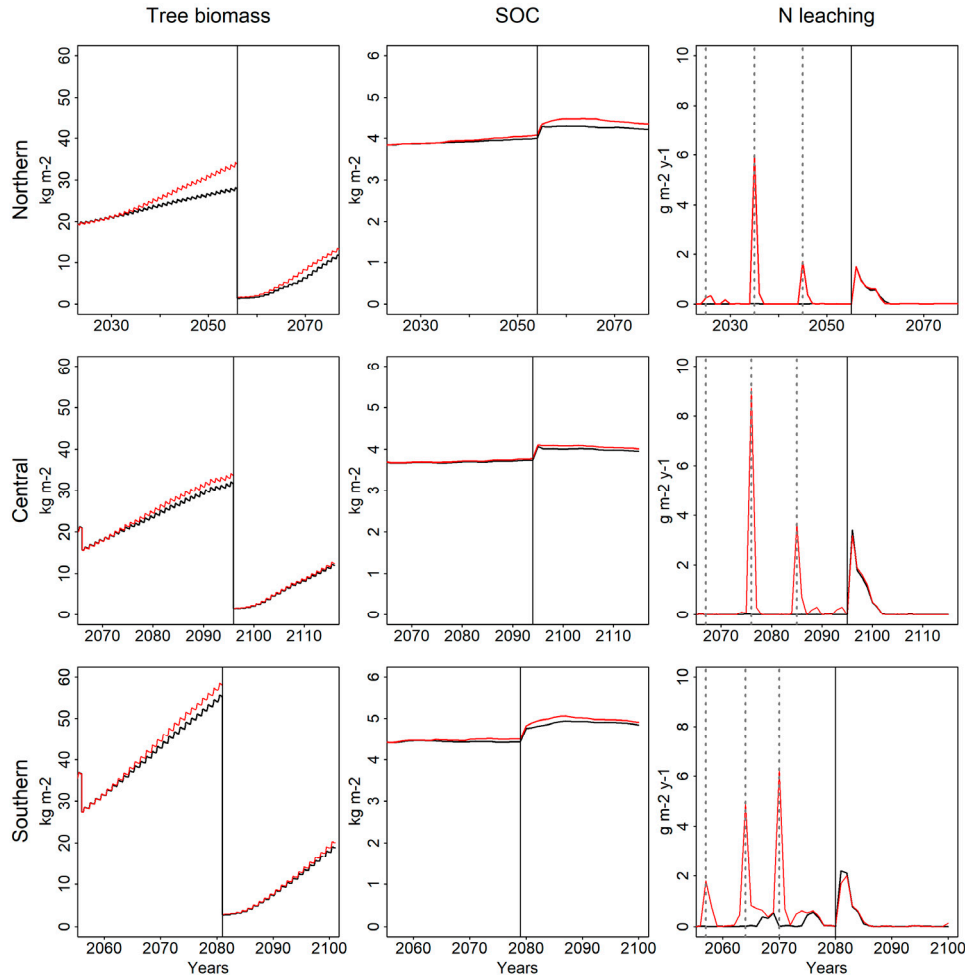 Tree biomass SOC N leaching
Northern
kg m-2
0 10 20 30 40 50 60
2030 2050 2070
kg m-2
0 1 2 3 4 5 6
2030 2050 2070
g m-2 y-1
0 2 4 6 8 10
2030 2050 2070
Central
kg m-2
0 10 20 30 40 50 60
2070 2080 2090 2100 2110
kg m-2
0 1 2 3 4 5 6
2070 2080 2090 2100 2110
g m-2 y-1
0 2 4 6 8 10
2070 2080 2090 2100 2110
Southern
kg m-2
0 10 20 30 40 50 60
2060 2070 2080 2090 2100
Years
kg m-2
0 1 2 3 4 5 6
2060 2070 2080 2090 2100
Years
g m-2 y-1
0 2 4 6 8 10
2060 2070 2080 2090 2100
Years